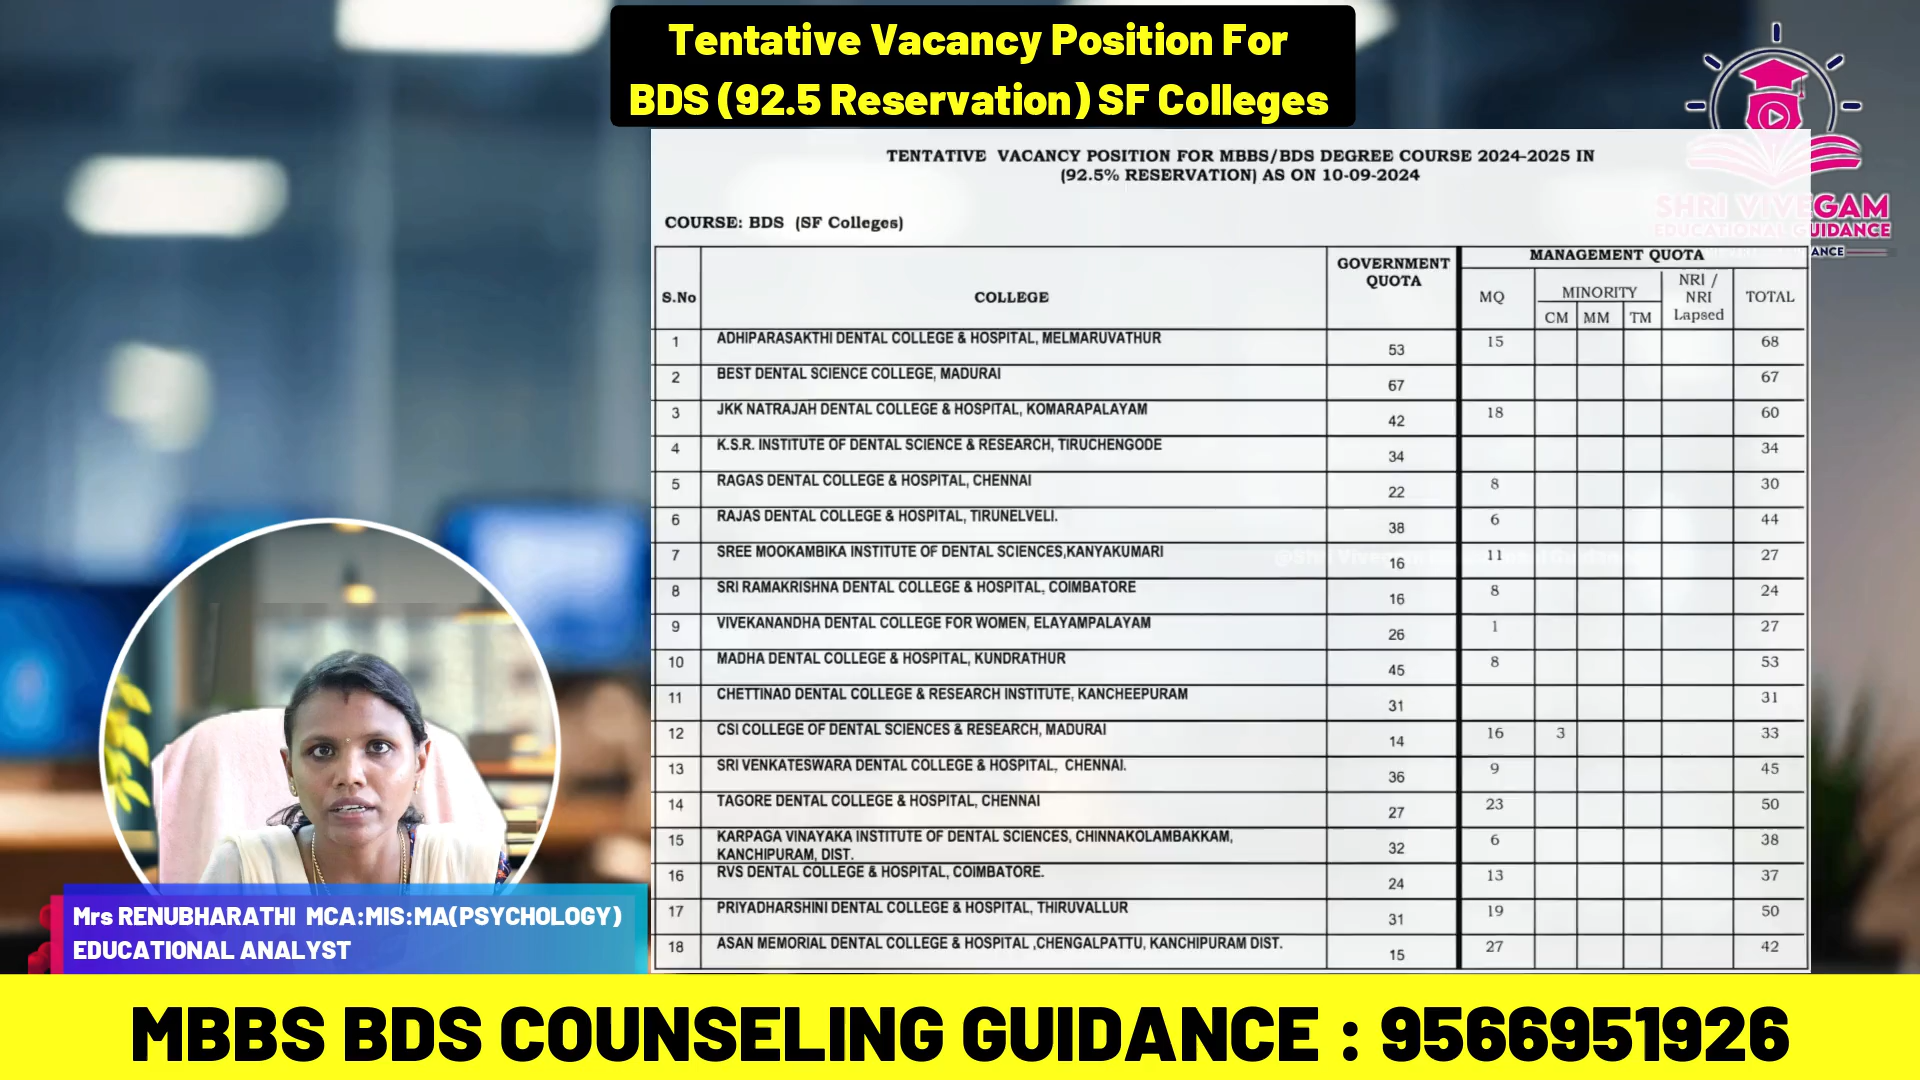 Tentative Vacancy Position For
BDS (92.5 Reservation) SF Colleges
SHRI VIVEGAM
EDUCATIONAL GUIDANCE
TENTATIVE VACANCY POSITION FOR MBBS/BDS DEGREE COURSE 2024-2025 IN
(92.5% RESERVATION) AS ON 10-09-2024
COURSE: BDS (SF Colleges)
S.No COLLEGE GOVERNMENT QUOTA MANAGEMENT QUOTA
MQ MINORITY NRI / NRI Lapsed TOTAL
CM MM TM
1 ADHIPARASAKTHI DENTAL COLLEGE & HOSPITAL, MELMARUVATHUR 53 15 68
2 BEST DENTAL SCIENCE COLLEGE, MADURAI 67 67
3 JKK NATRAJAH DENTAL COLLEGE & HOSPITAL, KOMARAPALAYAM 42 18 60
4 K.S.R. INSTITUTE OF DENTAL SCIENCE & RESEARCH, TIRUCHENGODE 34 34
5 RAGAS DENTAL COLLEGE & HOSPITAL, CHENNAI 22 8 30
6 RAJAS DENTAL COLLEGE & HOSPITAL, TIRUNELVELI. 38 6 44
7 SREE MOOKAMBIKA INSTITUTE OF DENTAL SCIENCES,KANYAKUMARI 16 11 27
8 SRI RAMAKRISHNA DENTAL COLLEGE & HOSPITAL, COIMBATORE 16 8 24
9 VIVEKANANDHA DENTAL COLLEGE FOR WOMEN, ELAYAMPALAYAM 26 1 27
10 MADHA DENTAL COLLEGE & HOSPITAL, KUNDRATHUR 45 8 53
11 CHETTINAD DENTAL COLLEGE & RESEARCH INSTITUTE, KANCHEEPURAM 31 31
12 CSI COLLEGE OF DENTAL SCIENCES & RESEARCH, MADURAI 14 16 3 33
13 SRI VENKATESWARA DENTAL COLLEGE & HOSPITAL, CHENNAI. 36 9 45
14 TAGORE DENTAL COLLEGE & HOSPITAL, CHENNAI 27 23 50
15 KARPAGA VINAYAKA INSTITUTE OF DENTAL SCIENCES, CHINNAKOLAMBAKKAM, 32 6 38
KANCHIPURAM, DIST.
16 RVS DENTAL COLLEGE & HOSPITAL, COIMBATORE. 24 13 37
17 PRIYADHARSHINI DENTAL COLLEGE & HOSPITAL, THIRUVALLUR 31 19 50
18 ASAN MEMORIAL DENTAL COLLEGE & HOSPITAL ,CHENGALPATTU, KANCHIPURAM DIST. 15 27 42
Mrs RENUBHARATHI MCA:MIS:MA(PSYCHOLOGY)
EDUCATIONAL ANALYST
MBBS BDS COUNSELING GUIDANCE : 9566951926